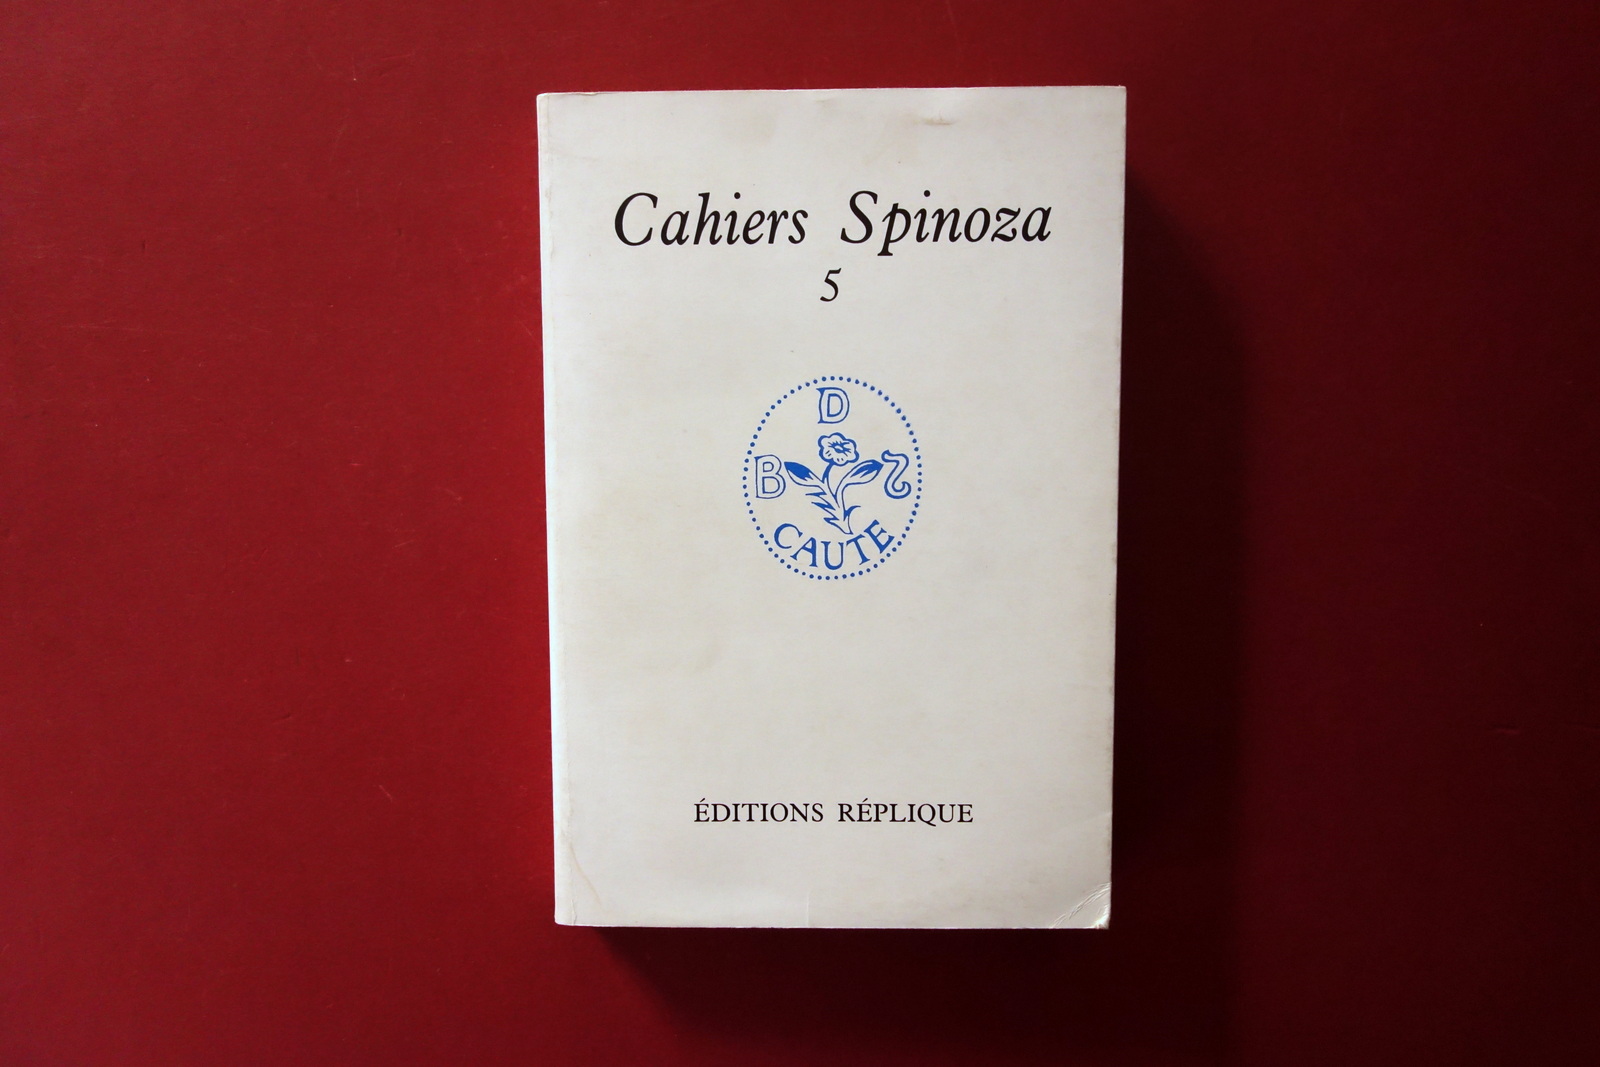 Cahiers Spinoza
5
D
B S
CAUTE
ÉDITIONS RÉPLIQUE